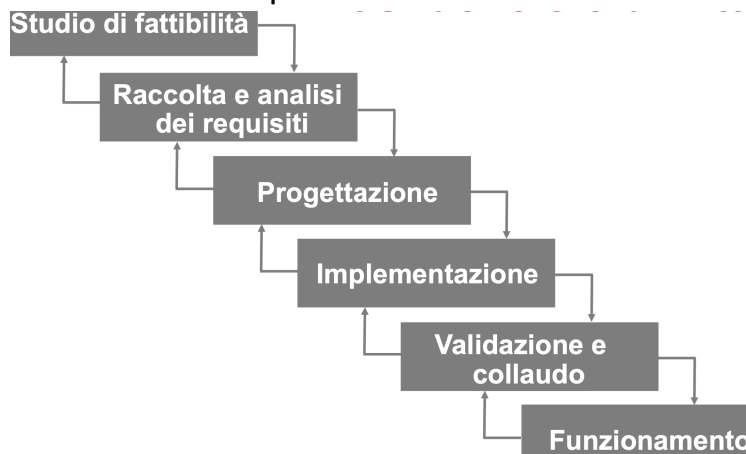 Studio di fattibilità
Raccolta e analisi
dei requisiti
Progettazione
Implementazione
Validazione e
collaudo
Funzionamento